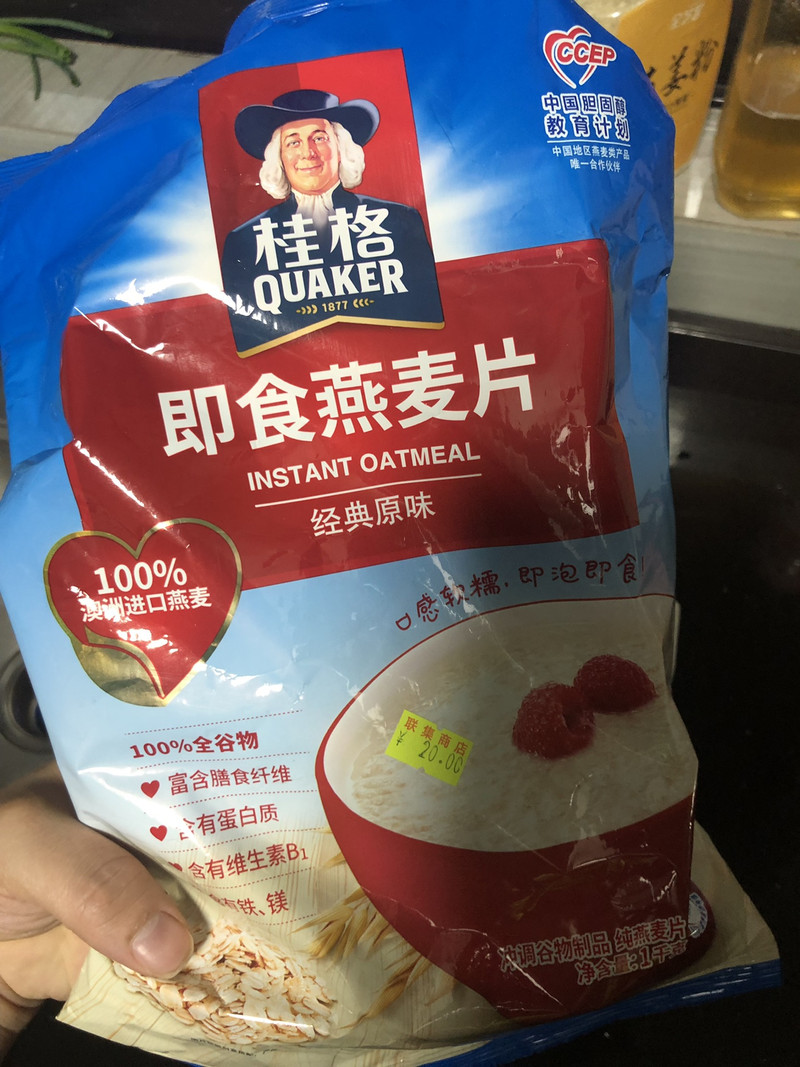 CCEP
中国胆固醇
教育计划
中国地区燕麦类产品
唯一合作伙伴
桂格
QUAKER
1877
即食燕麦片
INSTANT OATMEAL
经典原味
100%
澳洲进口燕麦
口感软糯,即泡即食!
联集商店
¥ 20.00
100%全谷物
富含膳食纤维
含有蛋白质
含有维生素B1
有铁、镁
冲调谷物制品 纯燕麦片
净含量:1千克